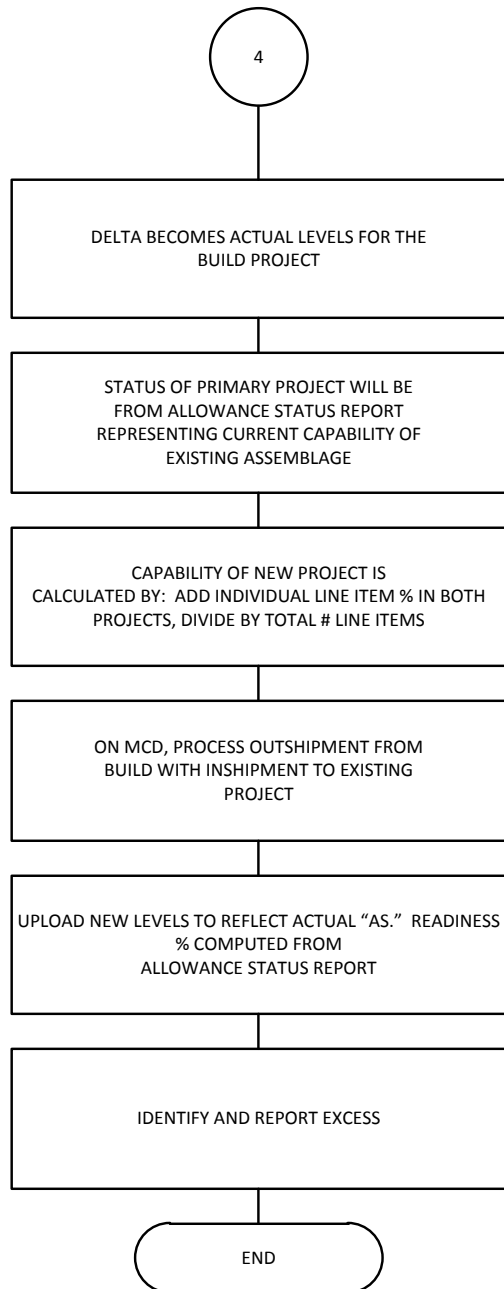 4
DELTA BECOMES ACTUAL LEVELS FOR THE
BUILD PROJECT
STATUS OF PRIMARY PROJECT WILL BE
FROM ALLOWANCE STATUS REPORT
REPRESENTING CURRENT CAPABILITY OF
EXISTING ASSEMBLAGE
CAPABILITY OF NEW PROJECT IS
CALCULATED BY:  ADD INDIVIDUAL LINE ITEM % IN BOTH
PROJECTS, DIVIDE BY TOTAL # LINE ITEMS
ON MCD, PROCESS OUTSHIPMENT FROM
BUILD WITH INSHIPMENT TO EXISTING
PROJECT
UPLOAD NEW LEVELS TO REFLECT ACTUAL “AS.”  READINESS
% COMPUTED FROM
ALLOWANCE STATUS REPORT
IDENTIFY AND REPORT EXCESS
END